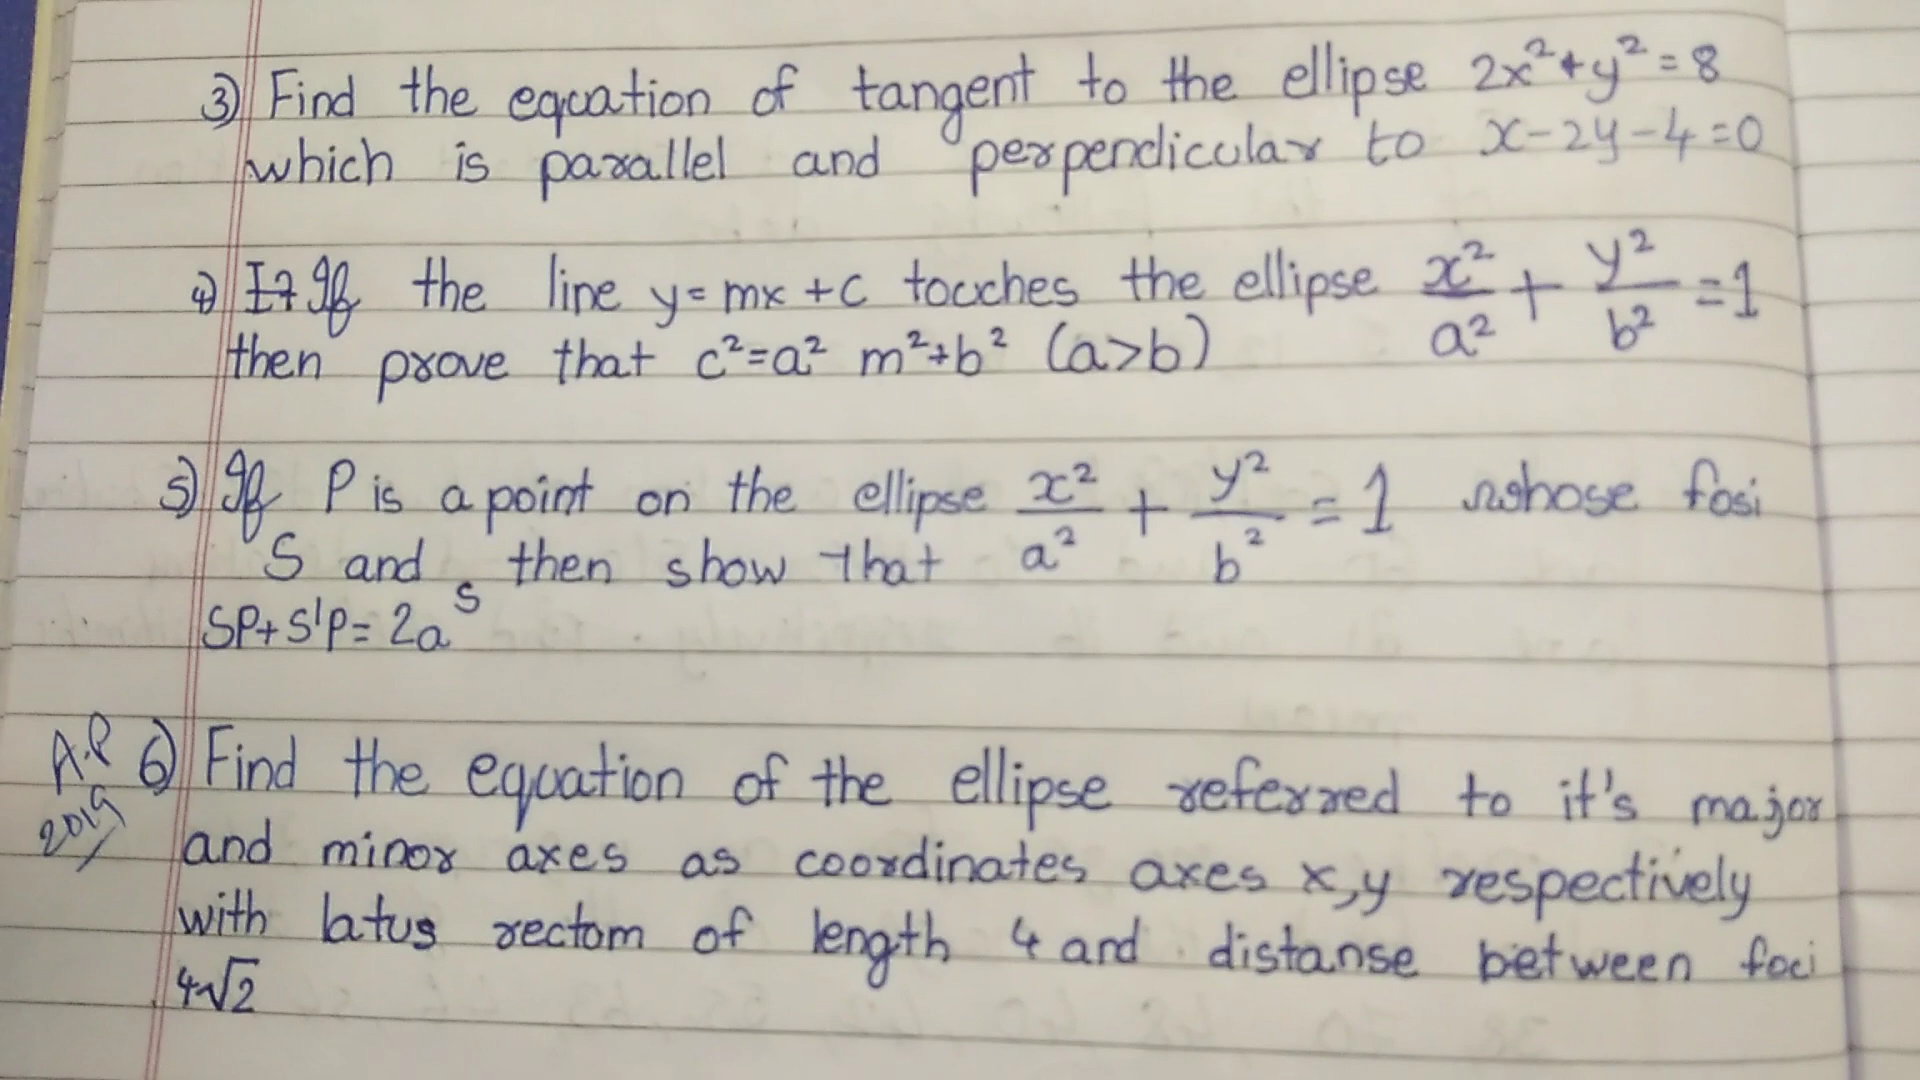 3) Find the equation of tangent to the ellipse 2x²+y²=8
which is parallel and perpendicular to x-2y-4=0
4) If the line y=mx+c touches the ellipse x²/a² + y²/b² =1
then prove that c²=a² m²+b² (a>b)
5) If P is a point on the ellipse x²/a² + y²/b² =1 whose fosi
S and s then show that
SP+S'P=2a
A.P 6) Find the equation of the ellipse referred to it's major
2019 and minor axes as coordinates axes x,y respectively
with latus rectom of length 4 and distanse between foci
4√2